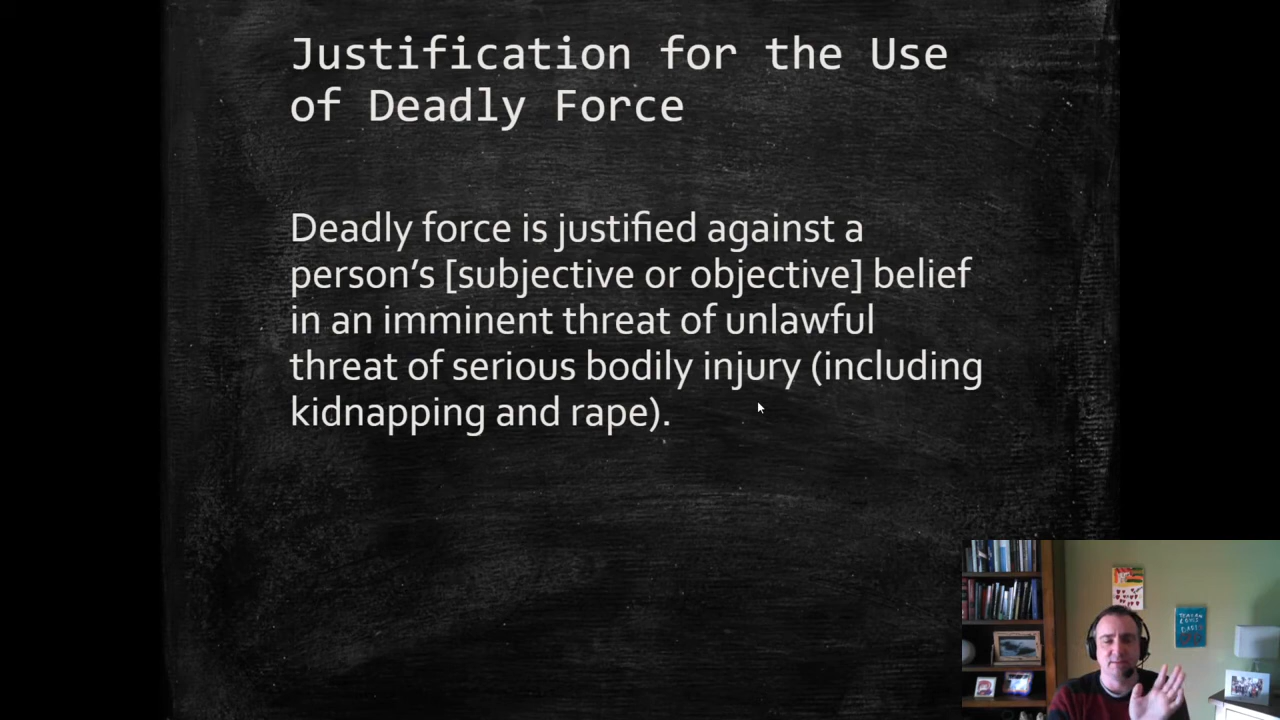 Justification for the Use
of Deadly Force
Deadly force is justified against a
person’s [subjective or objective] belief
in an imminent threat of unlawful
threat of serious bodily injury (including
kidnapping and rape).